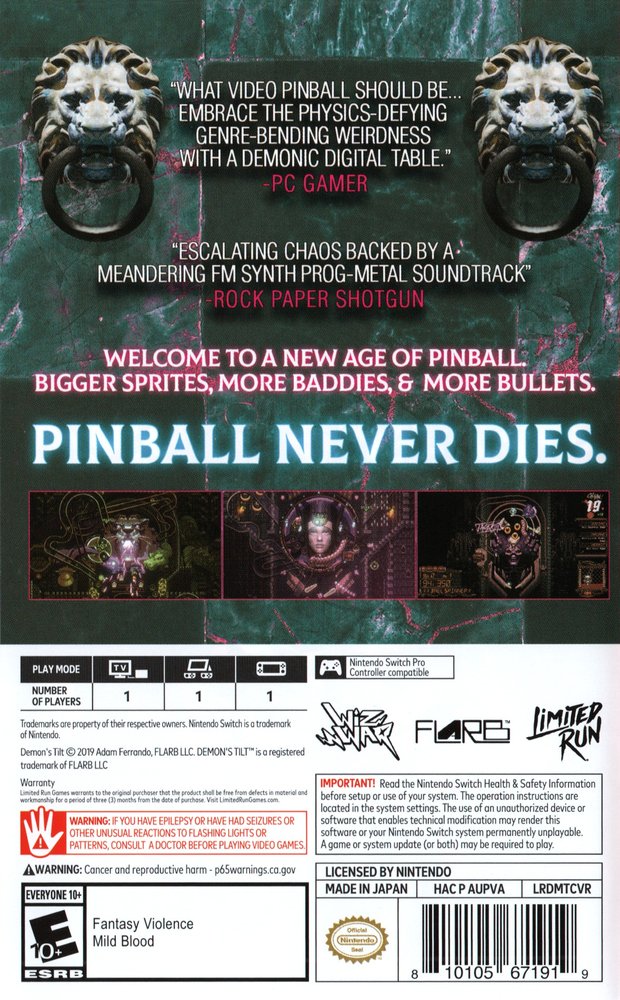 “WHAT VIDEO PINBALL SHOULD BE...
EMBRACE THE PHYSICS-DEFYING
GENRE-BENDING WEIRDNESS
WITH A DEMONIC DIGITAL TABLE.”
-PC GAMER
“ESCALATING CHAOS BACKED BY A
MEANDERING FM SYNTH PROG-METAL SOUNDTRACK”
-ROCK PAPER SHOTGUN
WELCOME TO A NEW AGE OF PINBALL.
BIGGER SPRITES, MORE BADDIES, & MORE BULLETS.
PINBALL NEVER DIES.
19
PLAY MODE
TV
NUMBER
OF PLAYERS
1
1
1
Nintendo Switch Pro
Controller compatible
Trademarks are property of their respective owners. Nintendo Switch is a trademark
of Nintendo.
Demon's Tilt © 2019 Adam Ferrando, FLARB LLC. DEMON'S TILT™ is a registered
trademark of FLARB LLC
Warranty
Limited Run Games warrants to the original purchaser that the product shall be free from defects in material and
workmanship for a period of three (3) months from the date of purchase. Visit LimitedRunGames.com.
WIZNWAR
FLARB™
LIMITED
RUN
WARNING: IF YOU HAVE EPILEPSY OR HAVE HAD SEIZURES OR
OTHER UNUSUAL REACTIONS TO FLASHING LIGHTS OR
PATTERNS, CONSULT A DOCTOR BEFORE PLAYING VIDEO GAMES.
WARNING: Cancer and reproductive harm - p65warnings.ca.gov
IMPORTANT! Read the Nintendo Switch Health & Safety Information
before setup or use of your system. The operation instructions are
located in the system settings. The use of an unauthorized device or
software that enables technical modification may render this
software or your Nintendo Switch system permanently unplayable.
A game or system update (or both) may be required to play.
EVERYONE 10+
E
10+
ESRB
Fantasy Violence
Mild Blood
LICENSED BY NINTENDO
MADE IN JAPAN
HAC P AUPVA
LRDMTCVR
Official
Nintendo
Seal
8 10105 67191 9